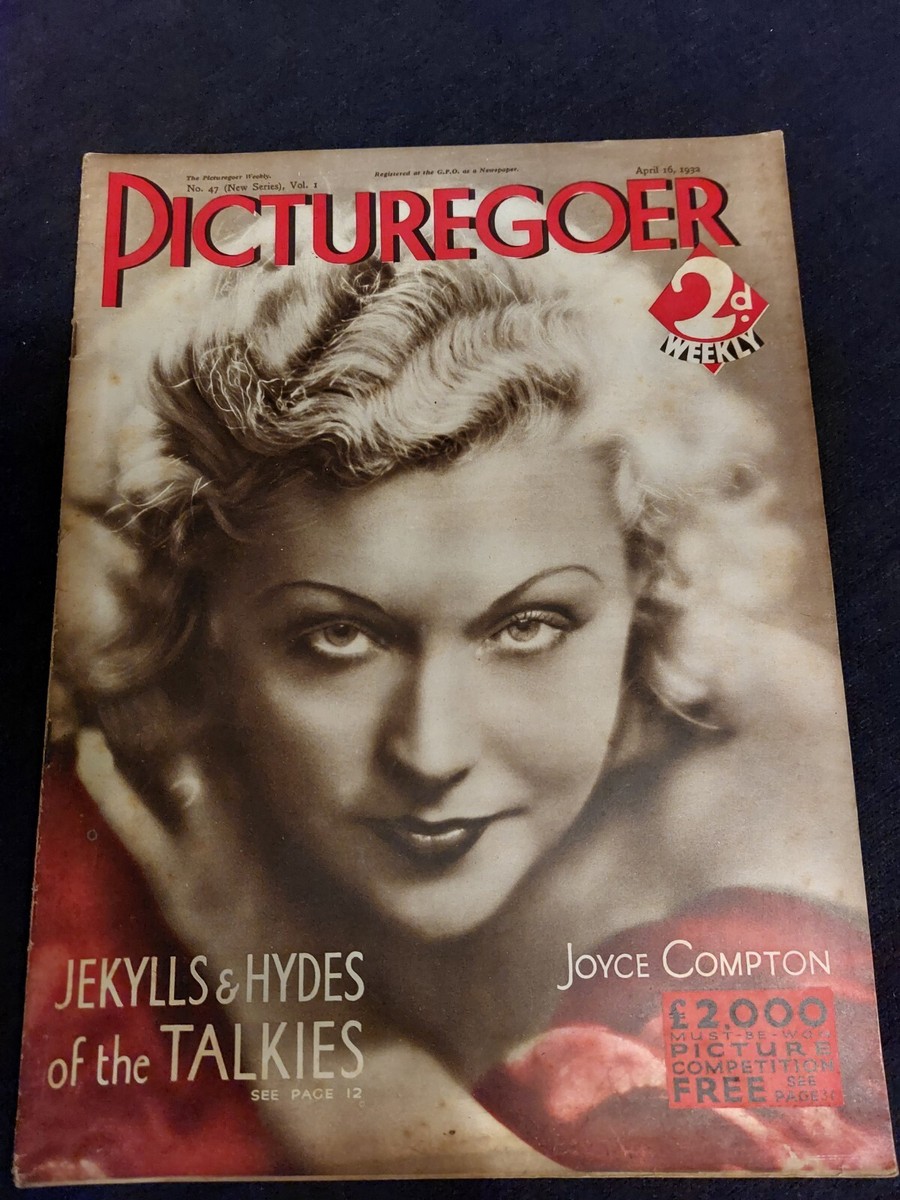 The Picturegoer Weekly.
Registered at the G.P.O. as a Newspaper.
April 16, 1932
No. 47 (New Series), Vol. 1
PICTUREGOER
2d.
WEEKLY
JEKYLLS & HYDES
of the TALKIES
SEE PAGE 12
JOYCE COMPTON
£2,000
MUST-BE-WON
PICTURE
COMPETITION
FREE SEE
PAGE